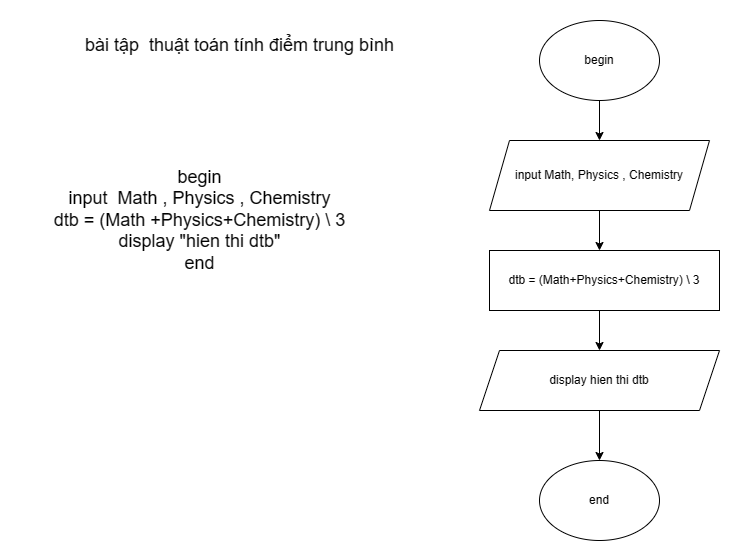 bài tập  thuật toán tính điểm trung bình
begin
input  Math , Physics , Chemistry
dtb = (Math +Physics+Chemistry) \ 3
display "hien thi dtb"
end
begin
input Math, Physics , Chemistry
dtb = (Math+Physics+Chemistry) \ 3
display hien thi dtb
end